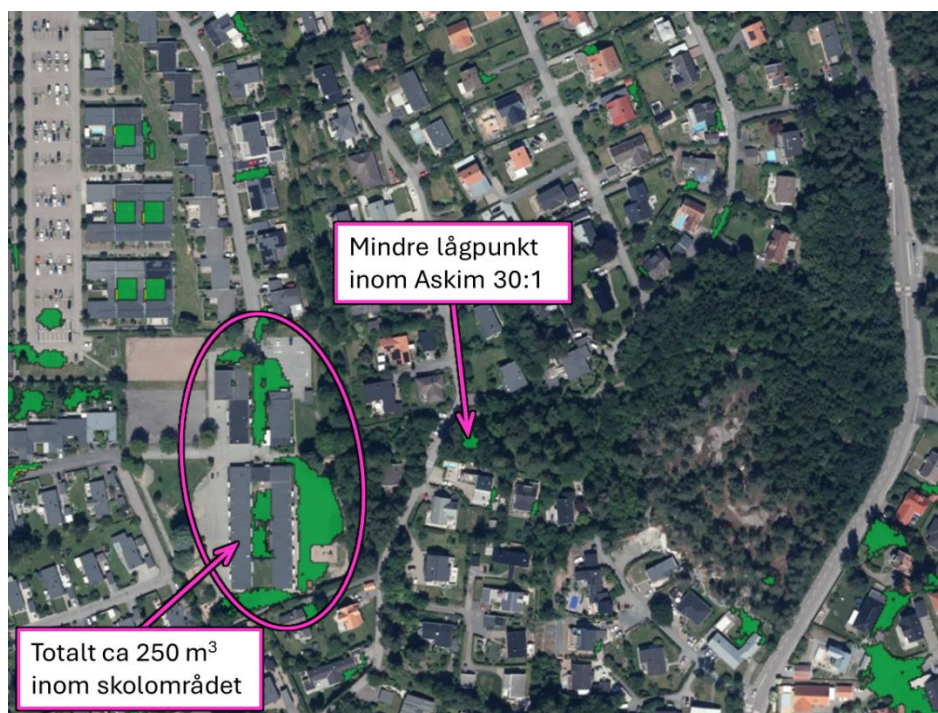 Mindre lågpunkt
inom Askim 30:1
Totalt ca 250 m³
inom skolområdet